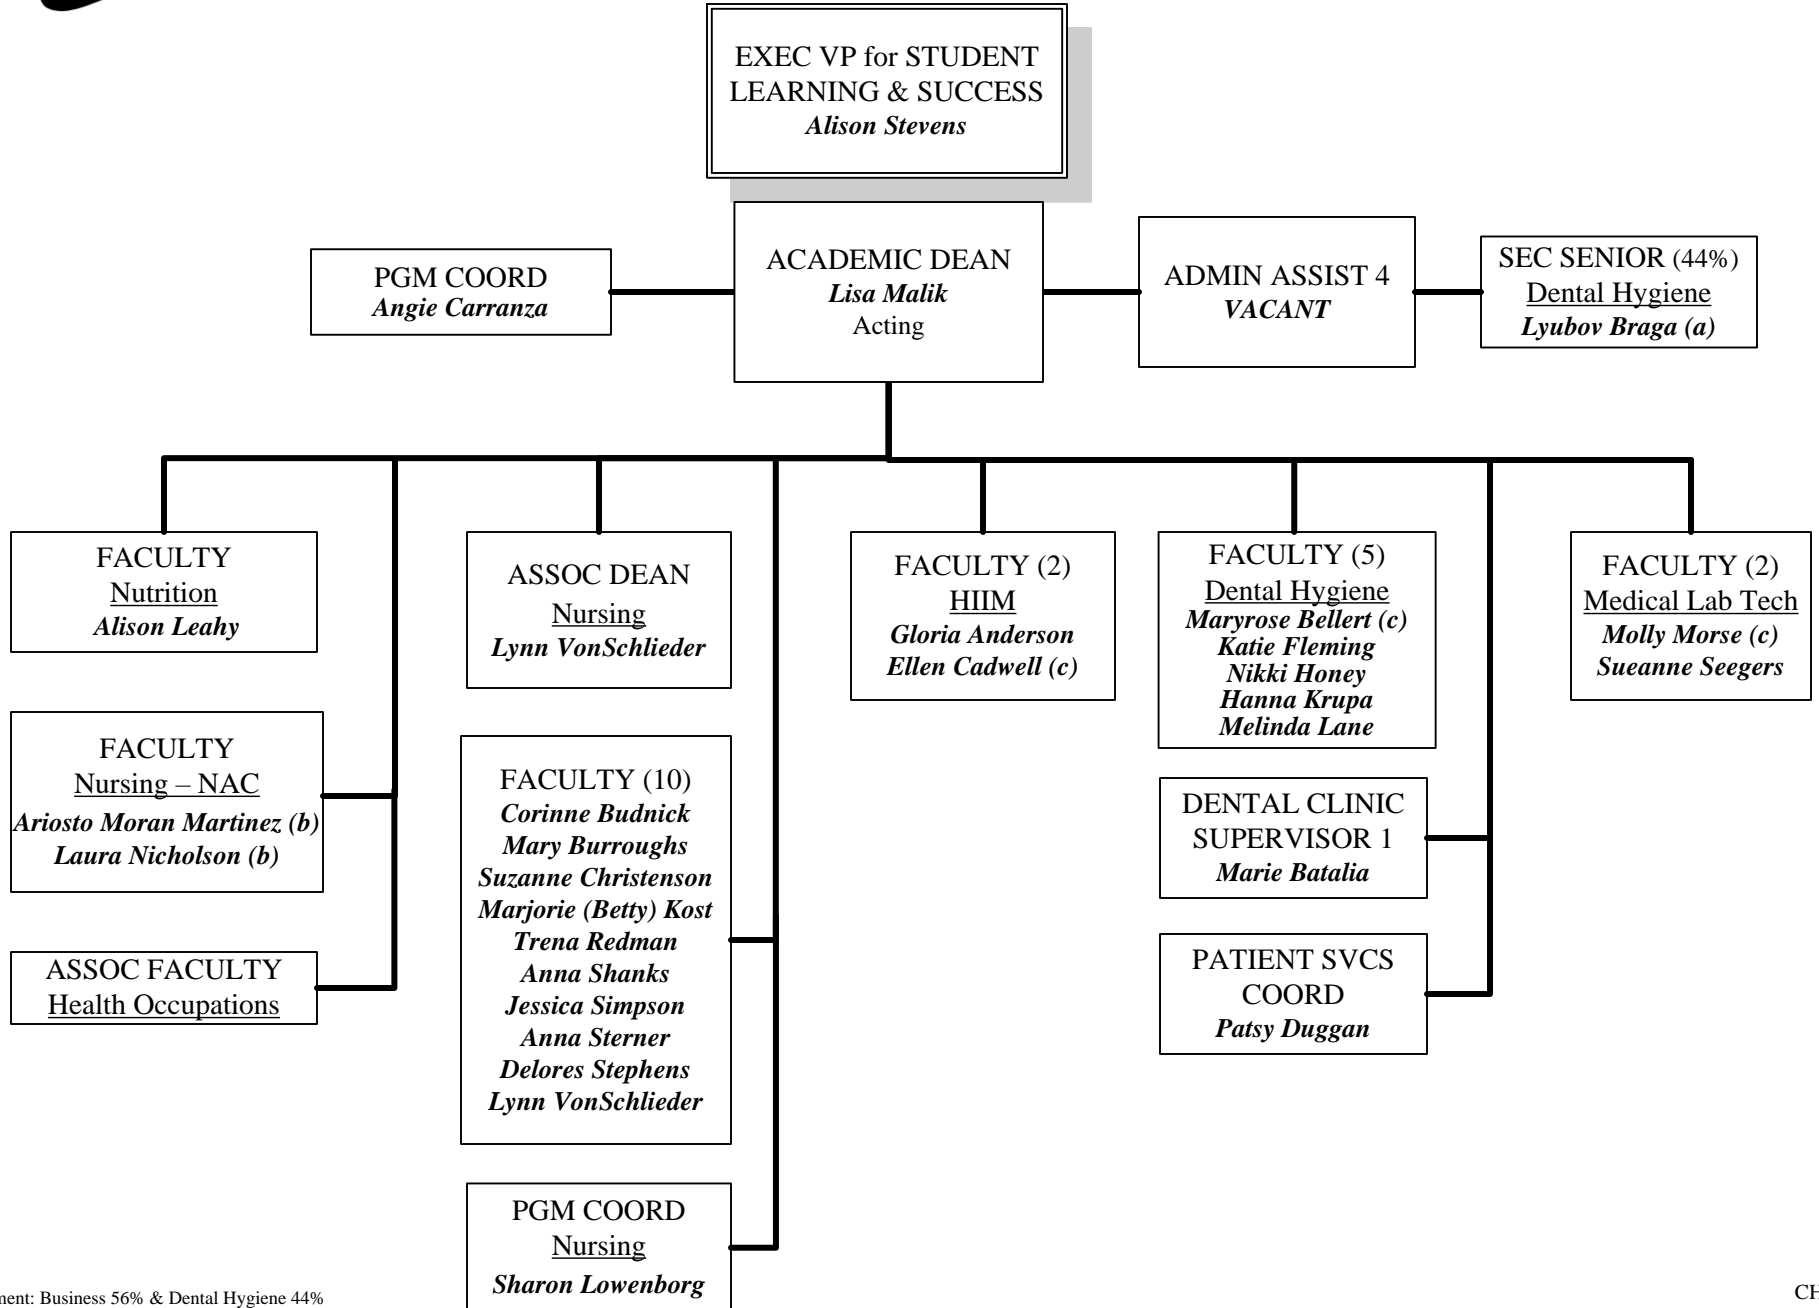 EXEC VP for STUDENT
LEARNING & SUCCESS
Alison Stevens
PGM COORD
Angie Carranza
ACADEMIC DEAN
Lisa Malik
Acting
ADMIN ASSIST 4
VACANT
SEC SENIOR (44%)
Dental Hygiene
Lyubov Braga (a)
FACULTY
Nutrition
Alison Leahy
FACULTY
Nursing – NAC
Ariosto Moran Martinez (b)
Laura Nicholson (b)
ASSOC FACULTY
Health Occupations
ASSOC DEAN
Nursing
Lynn VonSchlieder
FACULTY (10)
Corinne Budnick
Mary Burroughs
Suzanne Christenson
Marjorie (Betty) Kost
Trena Redman
Anna Shanks
Jessica Simpson
Anna Sterner
Delores Stephens
Lynn VonSchlieder
PGM COORD
Nursing
Sharon Lowenborg
FACULTY (2)
HIIM
Gloria Anderson
Ellen Cadwell (c)
FACULTY (5)
Dental Hygiene
Maryrose Bellert (c)
Katie Fleming
Nikki Honey
Hanna Krupa
Melinda Lane
DENTAL CLINIC
SUPERVISOR 1
Marie Batalia
PATIENT SVCS
COORD
Patsy Duggan
FACULTY (2)
Medical Lab Tech
Molly Morse (c)
Sueanne Seegers
ment: Business 56% & Dental Hygiene 44%
CH